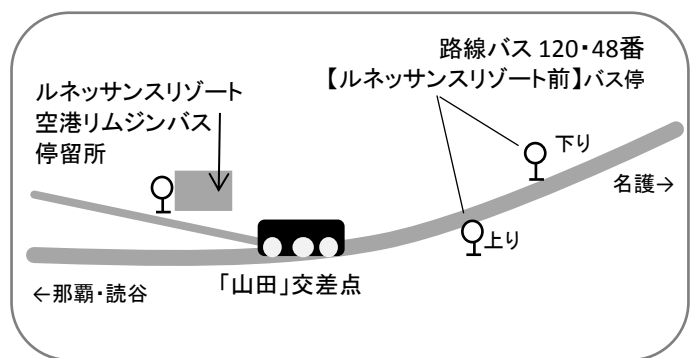 路線バス 120・48番
【ルネッサンスリゾート前】バス停
ルネッサンスリゾート
空港リムジンバス
停留所
下り
名護→
上り
「山田」交差点
←那覇・読谷